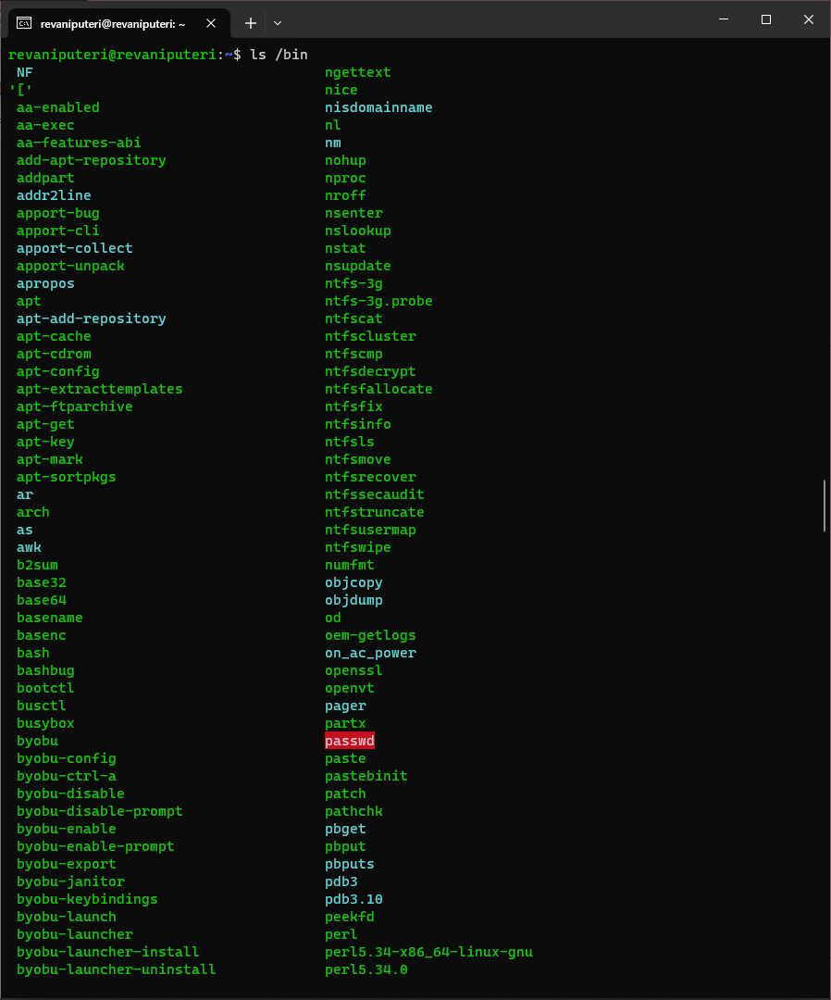 revaniputeri@revaniputeri: ~
revaniputeri@revaniputeri:~$ ls /bin
NF ngettext
'[' nice
aa-enabled nisdomainname
aa-exec nl
aa-features-abi nm
add-apt-repository nohup
addpart nproc
addr2line nroff
apport-bug nsenter
apport-cli nslookup
apport-collect nstat
apport-unpack nsupdate
apropos ntfs-3g
apt ntfs-3g.probe
apt-add-repository ntfscat
apt-cache ntfscluster
apt-cdrom ntfscmp
apt-config ntfsdecrypt
apt-extracttemplates ntfsfallocate
apt-ftparchive ntfsfix
apt-get ntfsinfo
apt-key ntfsls
apt-mark ntfsmove
apt-sortpkgs ntfsrecover
ar ntfssecaudit
arch ntfstruncate
as ntfsusermap
awk ntfswipe
b2sum numfmt
base32 objcopy
base64 objdump
basename od
basenc oem-getlogs
bash on_ac_power
bashbug openssl
bootctl openvt
busctl pager
busybox partx
byobu passwd
byobu-config paste
byobu-ctrl-a pastebinit
byobu-disable patch
byobu-disable-prompt pathchk
byobu-enable pbget
byobu-enable-prompt pbput
byobu-export pbputs
byobu-janitor pdb3
byobu-keybindings pdb3.10
byobu-launch peekfd
byobu-launcher perl
byobu-launcher-install perl5.34-x86_64-linux-gnu
byobu-launcher-uninstall perl5.34.0